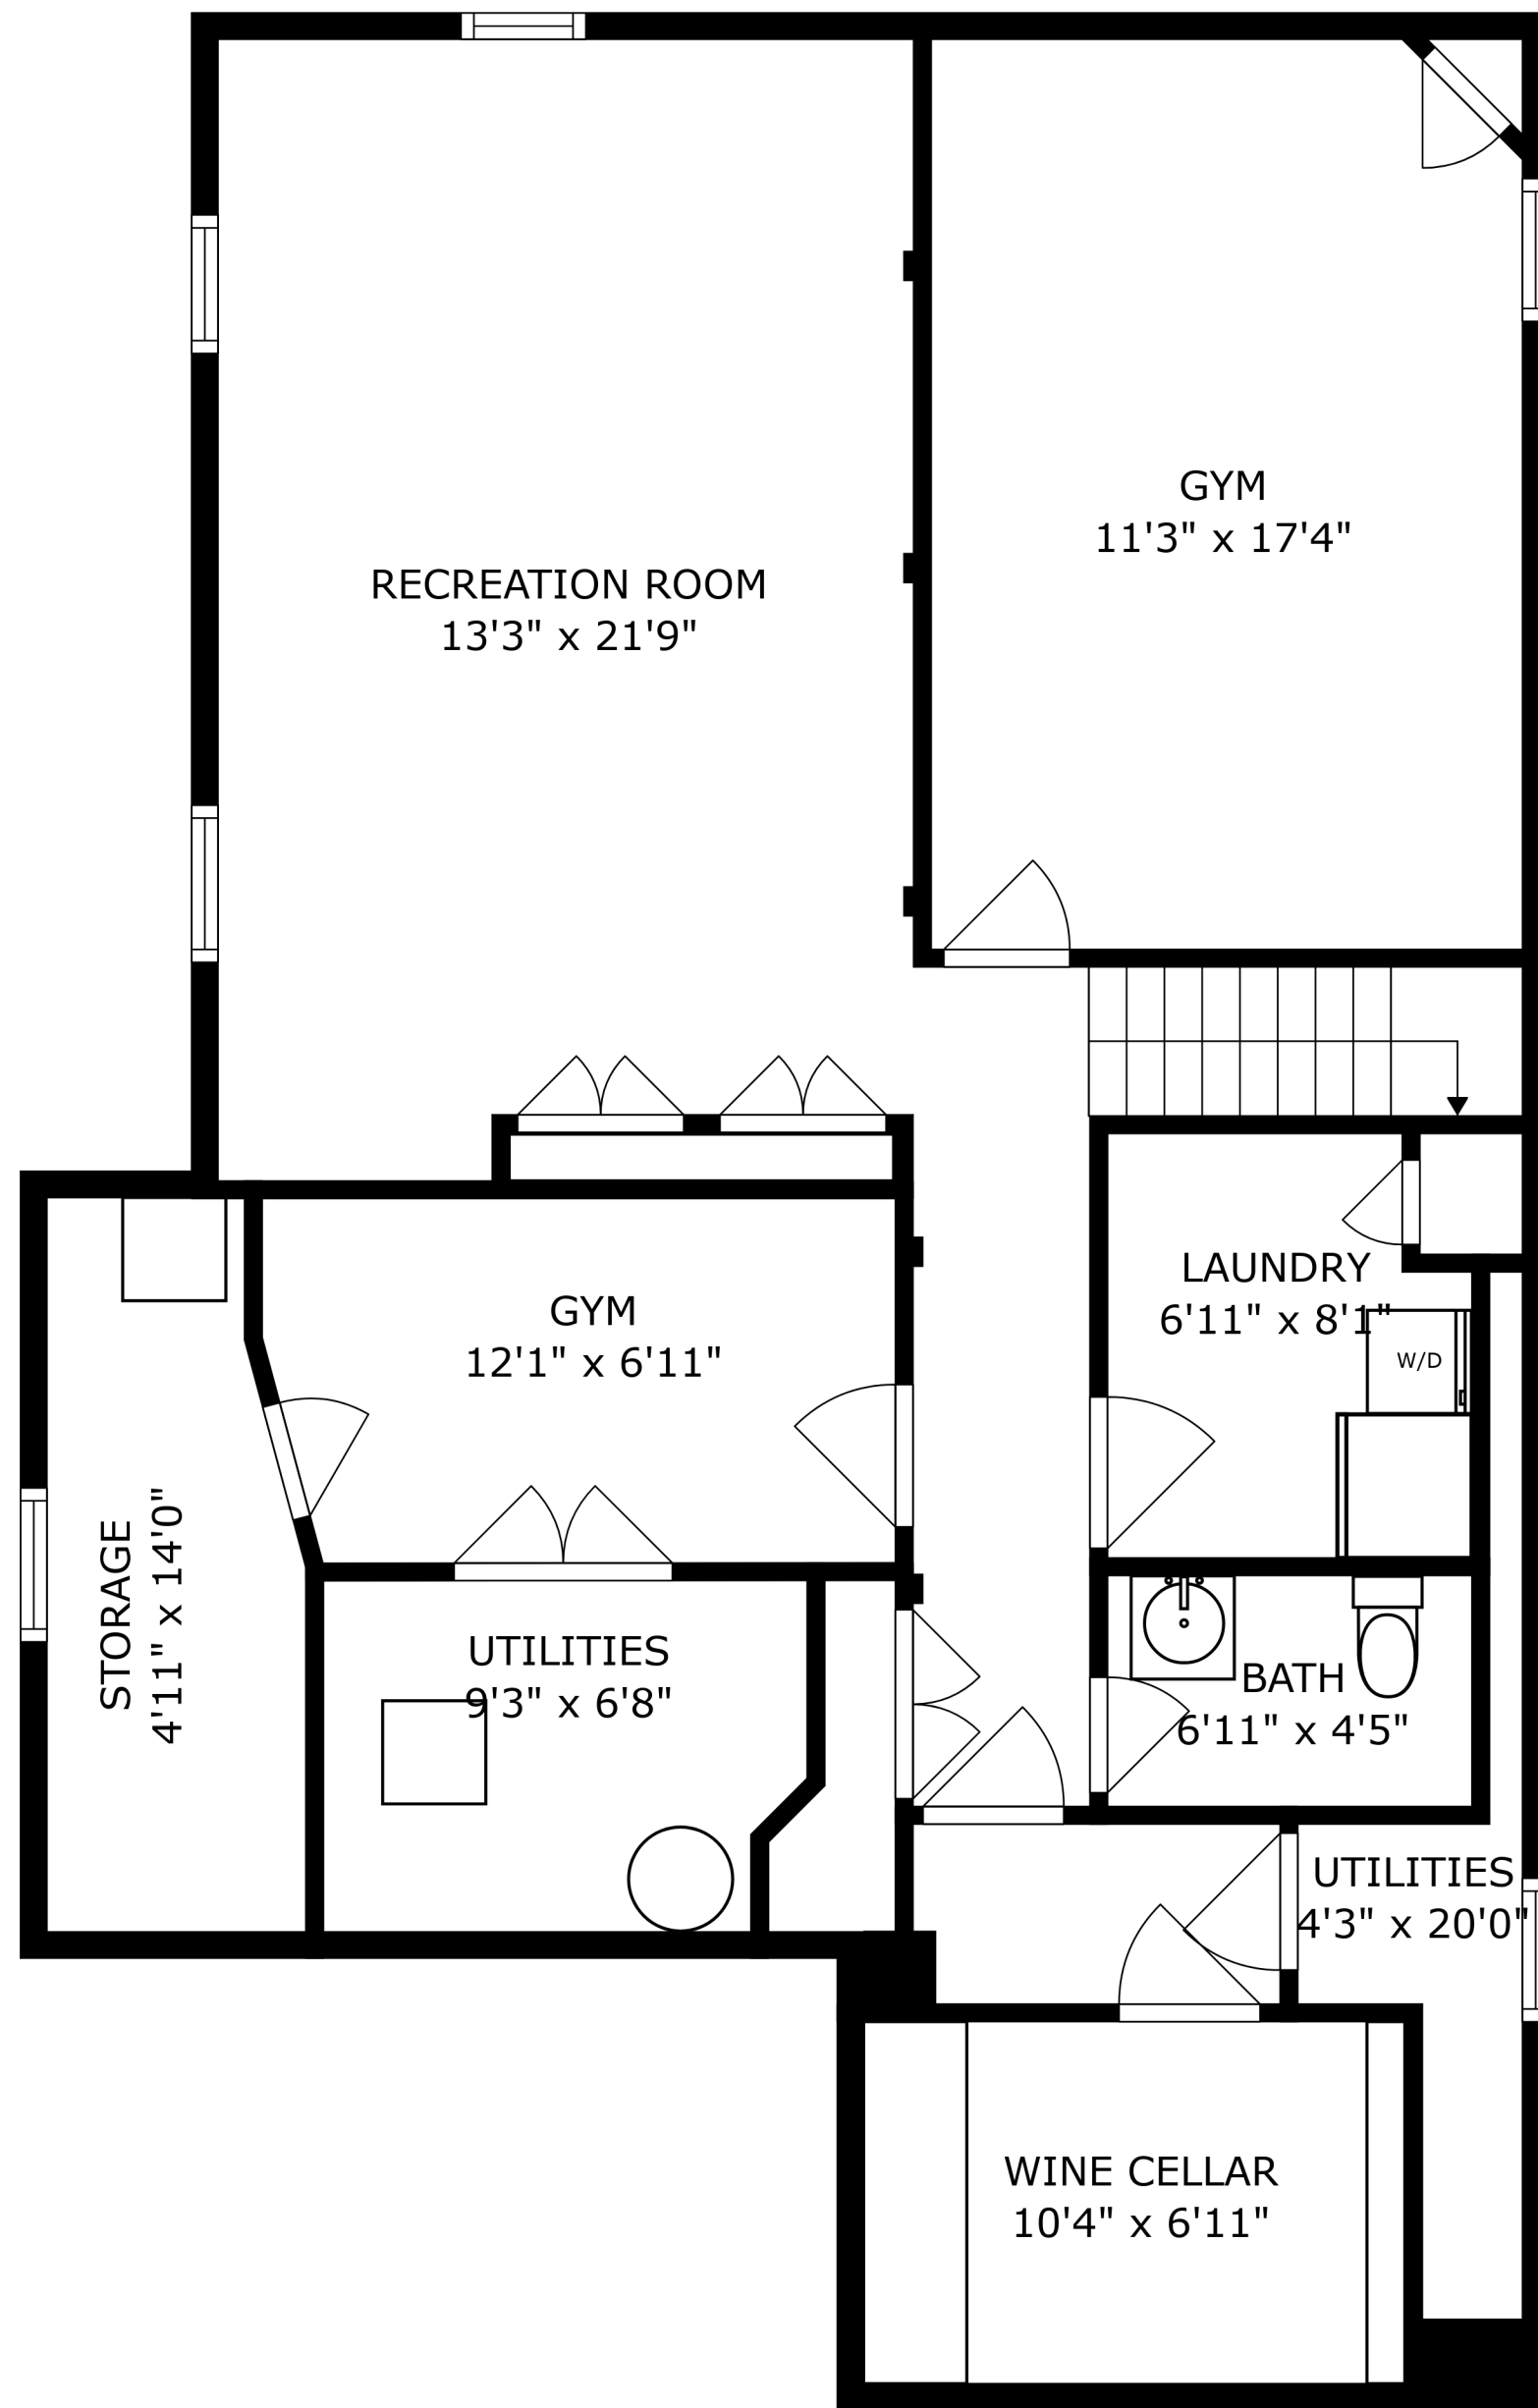 GYM
11'3" x 17'4"
RECREATION ROOM
13'3" x 21'9"
LAUNDRY
6'11" x 8'1"
W/D
GYM
12'1" x 6'11"
STORAGE
4'11" x 14'0"
UTILITIES
9'3" x 6'8"
BATH
6'11" x 4'5"
UTILITIES
4'3" x 20'0"
WINE CELLAR
10'4" x 6'11"